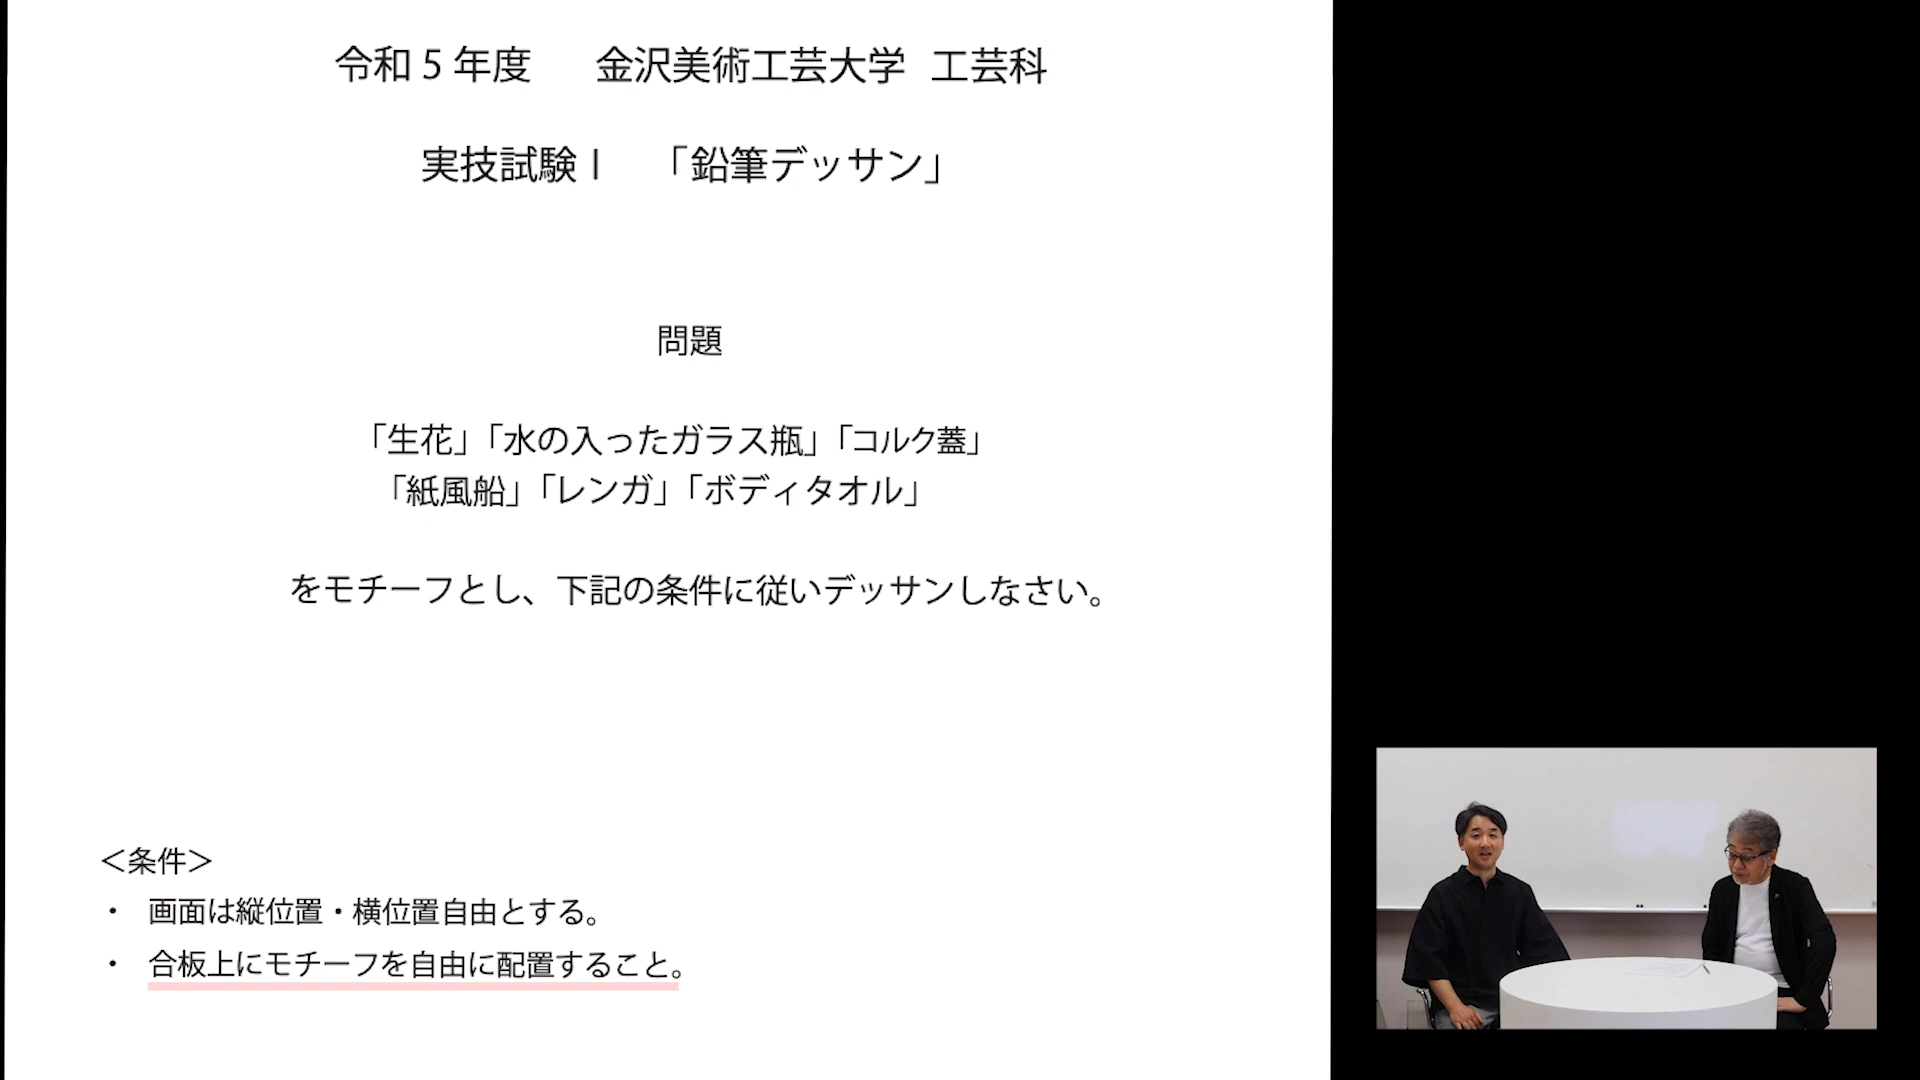 令和5年度　金沢美術工芸大学 工芸科
実技試験Ⅰ　「鉛筆デッサン」
問題
「生花」「水の入ったガラス瓶」「コルク蓋」
「紙風船」「レンガ」「ボディタオル」
をモチーフとし、下記の条件に従いデッサンしなさい。
＜条件＞
・ 画面は縦位置・横位置自由とする。
・ 合板上にモチーフを自由に配置すること。